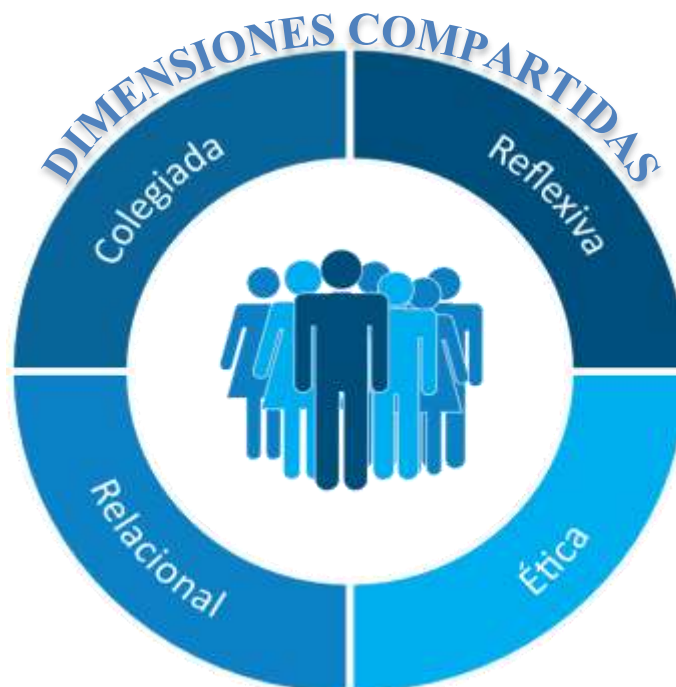 DIMENSIONES COMPARTIDAS
Colegiada
Reflexiva
Relacional
Ética